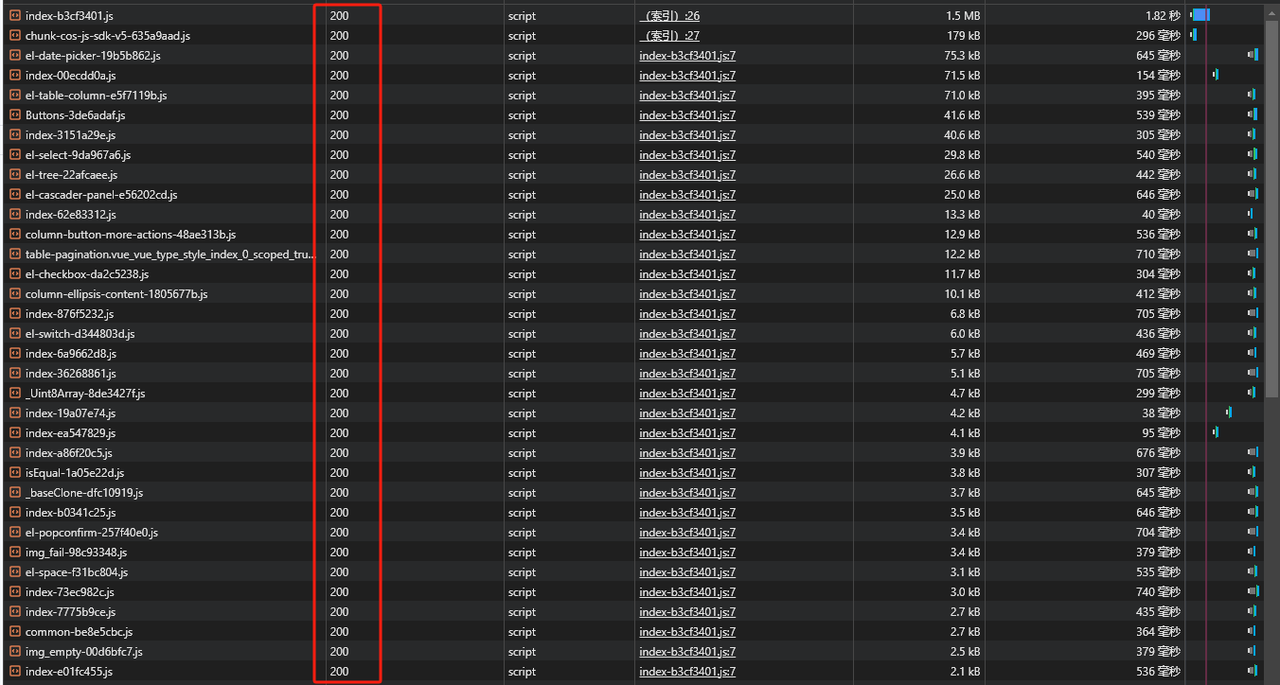 index-b3cf3401.js 200 script （索引）:26 1.5 MB 1.82 秒
chunk-cos-js-sdk-v5-635a9aad.js 200 script （索引）:27 179 kB 296 毫秒
el-date-picker-19b5b862.js 200 script index-b3cf3401.js:7 75.3 kB 645 毫秒
index-00ecdd0a.js 200 script index-b3cf3401.js:7 71.5 kB 154 毫秒
el-table-column-e5f7119b.js 200 script index-b3cf3401.js:7 71.0 kB 395 毫秒
Buttons-3de6adaf.js 200 script index-b3cf3401.js:7 41.6 kB 539 毫秒
index-3151a29e.js 200 script index-b3cf3401.js:7 40.6 kB 305 毫秒
el-select-9da967a6.js 200 script index-b3cf3401.js:7 29.8 kB 540 毫秒
el-tree-22afcaee.js 200 script index-b3cf3401.js:7 26.6 kB 442 毫秒
el-cascader-panel-e56202cd.js 200 script index-b3cf3401.js:7 25.0 kB 646 毫秒
index-62e83312.js 200 script index-b3cf3401.js:7 13.3 kB 40 毫秒
column-button-more-actions-48ae313b.js 200 script index-b3cf3401.js:7 12.9 kB 536 毫秒
table-pagination.vue_vue_type_style_index_0_scoped_tru... 200 script index-b3cf3401.js:7 12.2 kB 710 毫秒
el-checkbox-da2c5238.js 200 script index-b3cf3401.js:7 11.7 kB 304 毫秒
column-ellipsis-content-1805677b.js 200 script index-b3cf3401.js:7 10.1 kB 412 毫秒
index-876f5232.js 200 script index-b3cf3401.js:7 6.8 kB 705 毫秒
el-switch-d344803d.js 200 script index-b3cf3401.js:7 6.0 kB 436 毫秒
index-6a9662d8.js 200 script index-b3cf3401.js:7 5.7 kB 469 毫秒
index-36268861.js 200 script index-b3cf3401.js:7 5.1 kB 705 毫秒
_Uint8Array-8de3427f.js 200 script index-b3cf3401.js:7 4.7 kB 299 毫秒
index-19a07e74.js 200 script index-b3cf3401.js:7 4.2 kB 38 毫秒
index-ea547829.js 200 script index-b3cf3401.js:7 4.1 kB 95 毫秒
index-a86f20c5.js 200 script index-b3cf3401.js:7 3.9 kB 676 毫秒
isEqual-1a05e22d.js 200 script index-b3cf3401.js:7 3.8 kB 307 毫秒
_baseClone-dfc10919.js 200 script index-b3cf3401.js:7 3.7 kB 645 毫秒
index-b0341c25.js 200 script index-b3cf3401.js:7 3.5 kB 646 毫秒
el-popconfirm-257f40e0.js 200 script index-b3cf3401.js:7 3.4 kB 704 毫秒
img_fail-98c93348.js 200 script index-b3cf3401.js:7 3.4 kB 379 毫秒
el-space-f31bc804.js 200 script index-b3cf3401.js:7 3.1 kB 535 毫秒
index-73ec982c.js 200 script index-b3cf3401.js:7 3.0 kB 740 毫秒
index-7775b9ce.js 200 script index-b3cf3401.js:7 2.7 kB 435 毫秒
common-be8e5cbc.js 200 script index-b3cf3401.js:7 2.7 kB 364 毫秒
img_empty-00d6bfc7.js 200 script index-b3cf3401.js:7 2.5 kB 379 毫秒
index-e01fc455.js 200 script index-b3cf3401.js:7 2.1 kB 536 毫秒